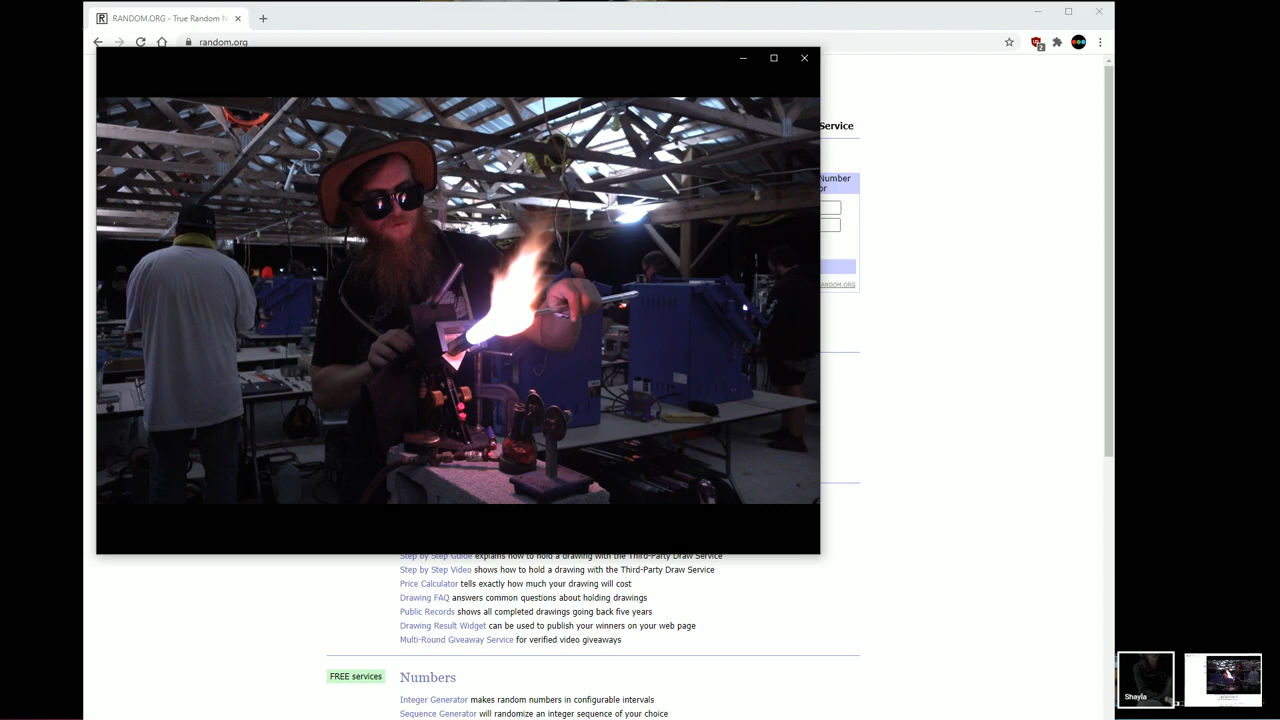 RANDOM.ORG - True Random N
random.org
2
Service
Number
or
ANDOM.ORG
Step by Step Guide explains how to hold a drawing with the Third-Party Draw Service
Step by Step Video shows how to hold a drawing with the Third-Party Draw Service
Price Calculator tells exactly how much your drawing will cost
Drawing FAQ answers common questions about holding drawings
Public Records shows all completed drawings going back five years
Drawing Result Widget can be used to publish your winners on your web page
Multi-Round Giveaway Service for verified video giveaways
FREE services
Numbers
Integer Generator makes random numbers in configurable intervals
Sequence Generator will randomize an integer sequence of your choice
Shayla